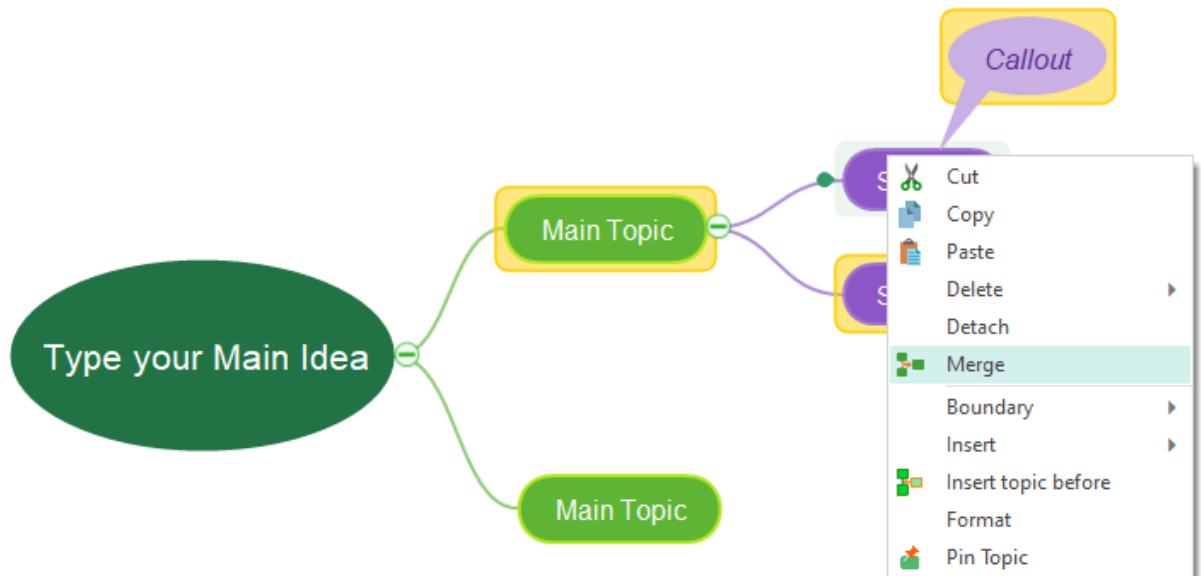 Callout
Type your Main Idea
Main Topic
Main Topic
S
S
Cut
Copy
Paste
Delete
Detach
Merge
Boundary
Insert
Insert topic before
Format
Pin Topic